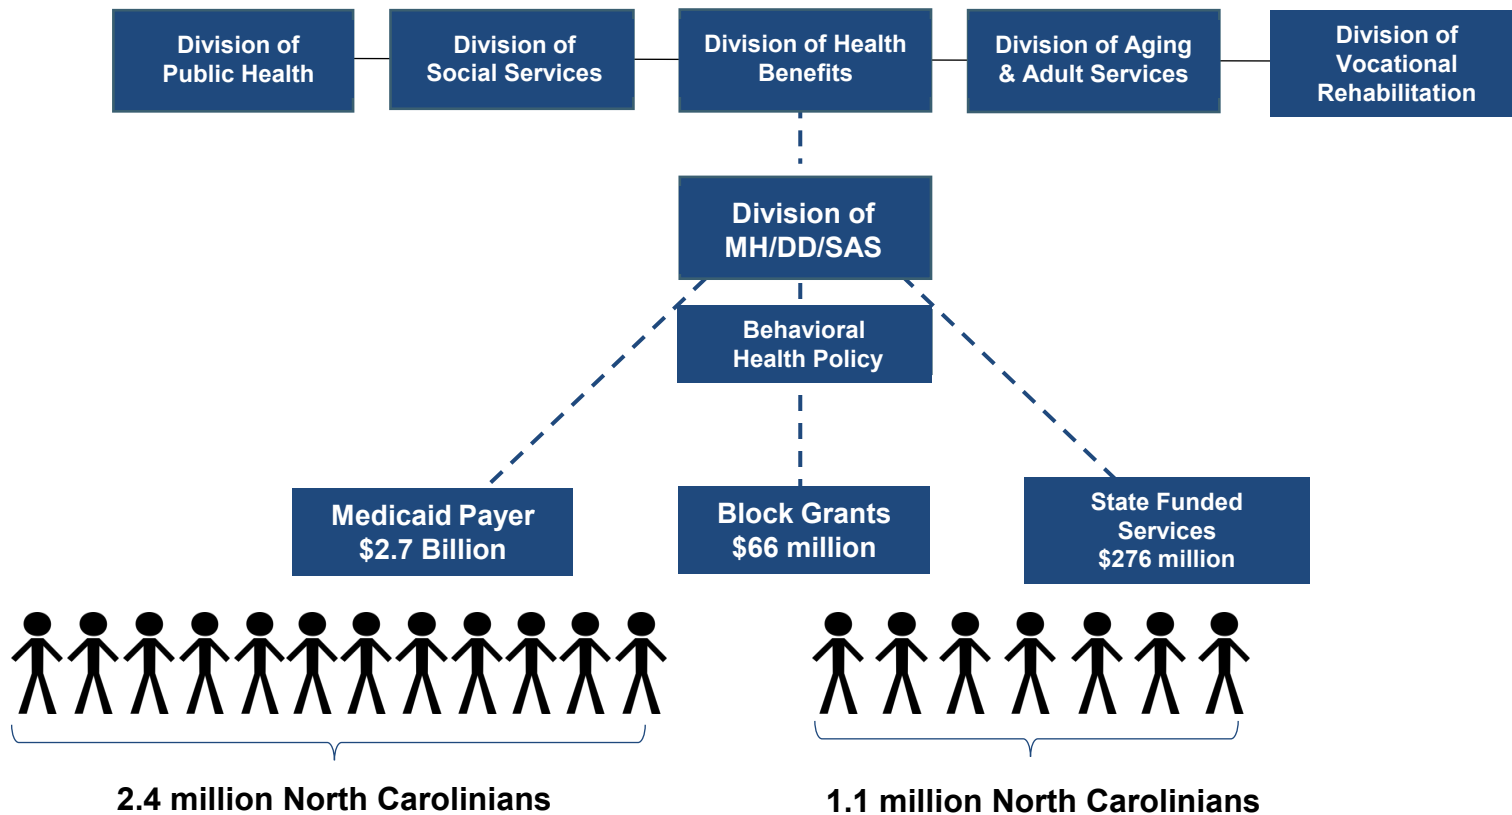 Division of
Public Health
Division of
Social Services
Division of Health
Benefits
Division of Aging
& Adult Services
Division of
Vocational
Rehabilitation
Division of
MH/DD/SAS
Behavioral
Health Policy
Medicaid Payer
$2.7 Billion
Block Grants
$66 million
State Funded
Services
$276 million
2.4 million North Carolinians
1.1 million North Carolinians